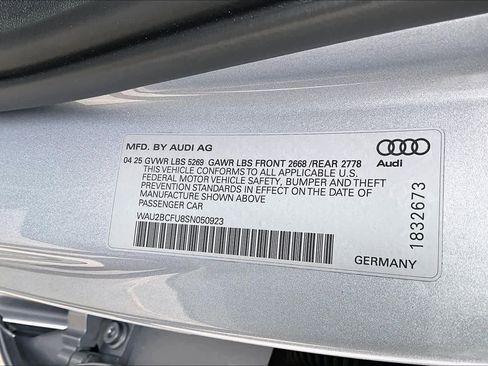 MFD. BY AUDI AG
04 25 GVWR LBS 5269 GAWR LBS FRONT 2668 /REAR 2778
THIS VEHICLE CONFORMS TO ALL APPLICABLE U.S.
FEDERAL MOTOR VEHICLE SAFETY, BUMPER AND THEFT
PREVENTION STANDARDS IN EFFECT ON THE DATE OF
MANUFACTURE SHOWN ABOVE
PASSENGER CAR
WAU2BCFU8SN050923
Audi
1832673
GERMANY